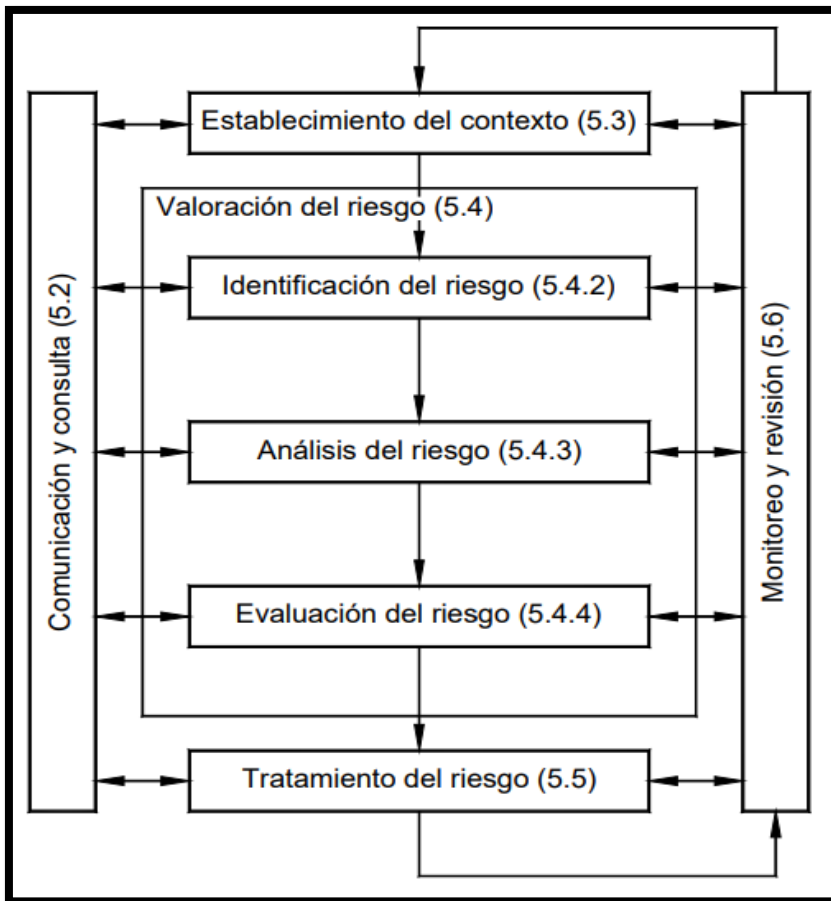 Establecimiento del contexto (5.3)
Valoración del riesgo (5.4)
Identificación del riesgo (5.4.2)
Análisis del riesgo (5.4.3)
Evaluación del riesgo (5.4.4)
Tratamiento del riesgo (5.5)
Comunicación y consulta (5.2)
Monitoreo y revisión (5.6)